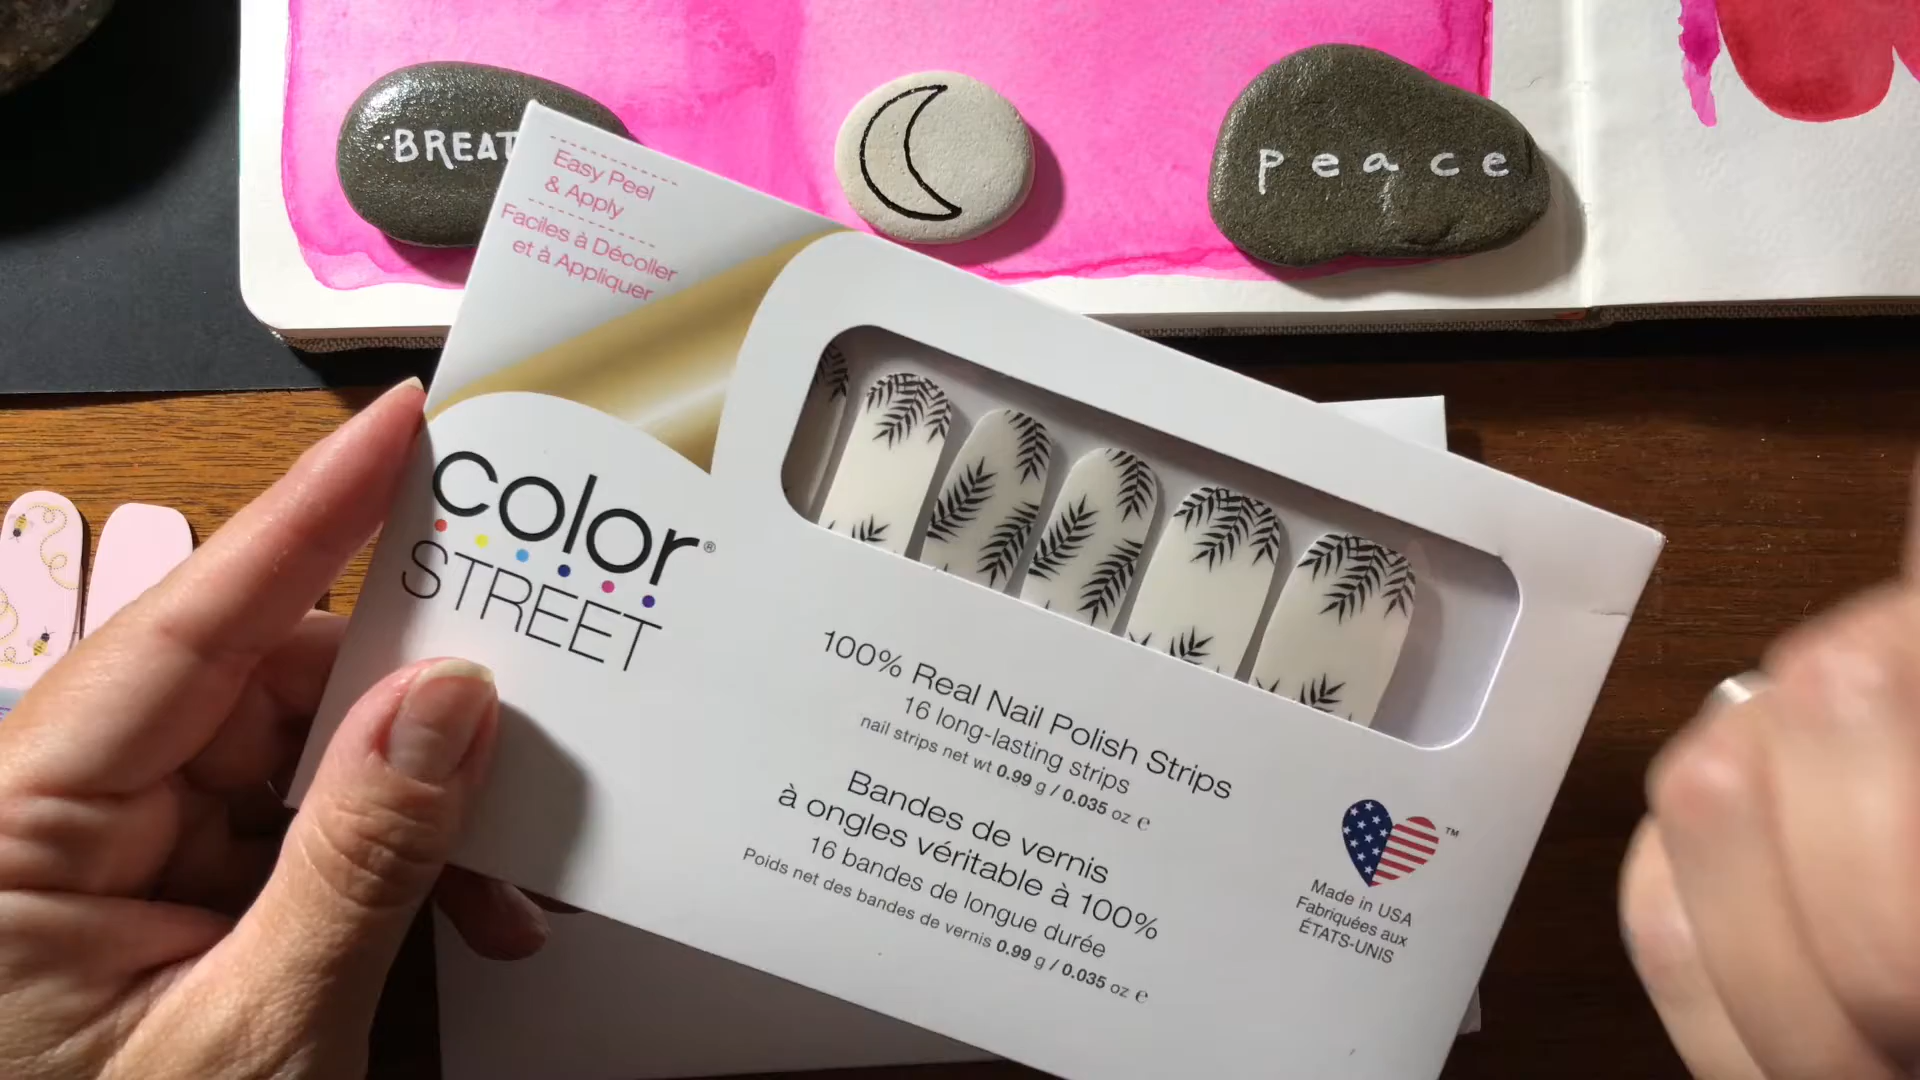 ·BREAT
peace
Easy Peel
& Apply
Faciles à Décoller
et à Appliquer
color®
STREET
100% Real Nail Polish Strips
16 long-lasting strips
nail strips net wt 0.99 g / 0.035 oz ℮
Bandes de vernis
à ongles véritable à 100%
16 bandes de longue durée
Poids net des bandes de vernis 0.99 g / 0.035 oz ℮
TM
Made in USA
Fabriquées aux
ÉTATS-UNIS